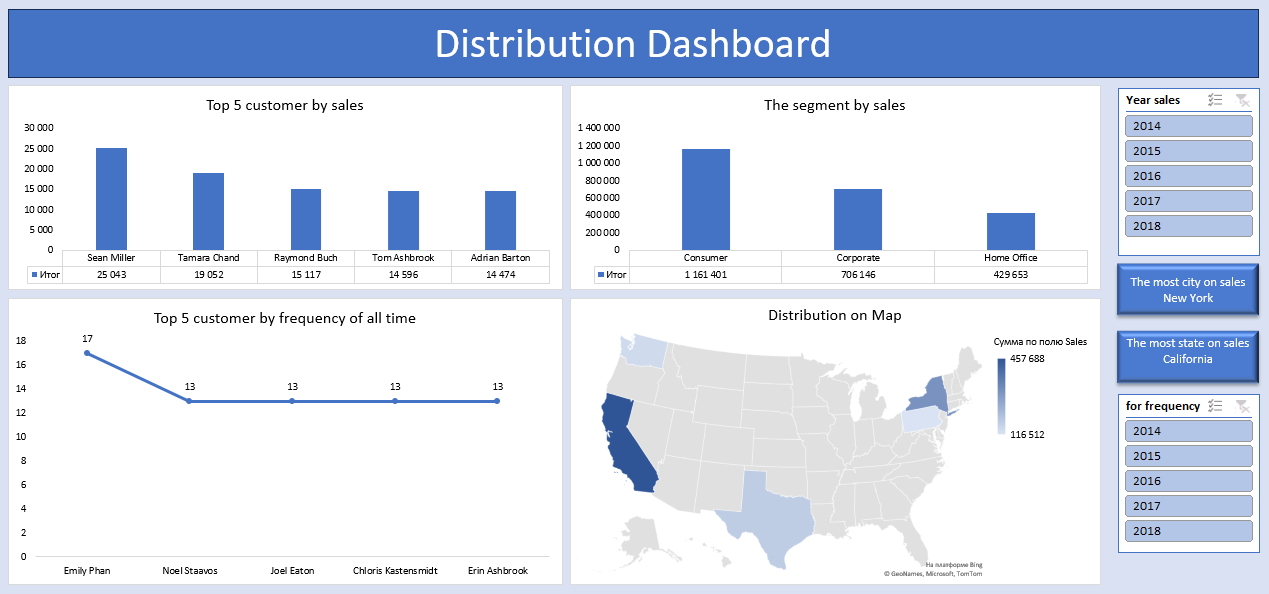 Distribution Dashboard
Top 5 customer by sales
30 000
25 000
20 000
15 000
10 000
5 000
0
Sean Miller
Tamara Chand
Raymond Buch
Tom Ashbrook
Adrian Barton
Итог
25 043
19 052
15 117
14 596
14 474
The segment by sales
1 400 000
1 200 000
1 000 000
800 000
600 000
400 000
200 000
0
Consumer
Corporate
Home Office
Итог
1 161 401
706 146
429 653
Year sales
2014
2015
2016
2017
2018
The most city on sales
New York
The most state on sales
California
Top 5 customer by frequency of all time
18
16
14
12
10
8
6
4
2
0
17
13
13
13
13
Emily Phan
Noel Staavos
Joel Eaton
Chloris Kastensmidt
Erin Ashbrook
Distribution on Map
Сумма по полю Sales
457 688
116 512
На платформе Bing
© GeoNames, Microsoft, TomTom
for frequency
2014
2015
2016
2017
2018